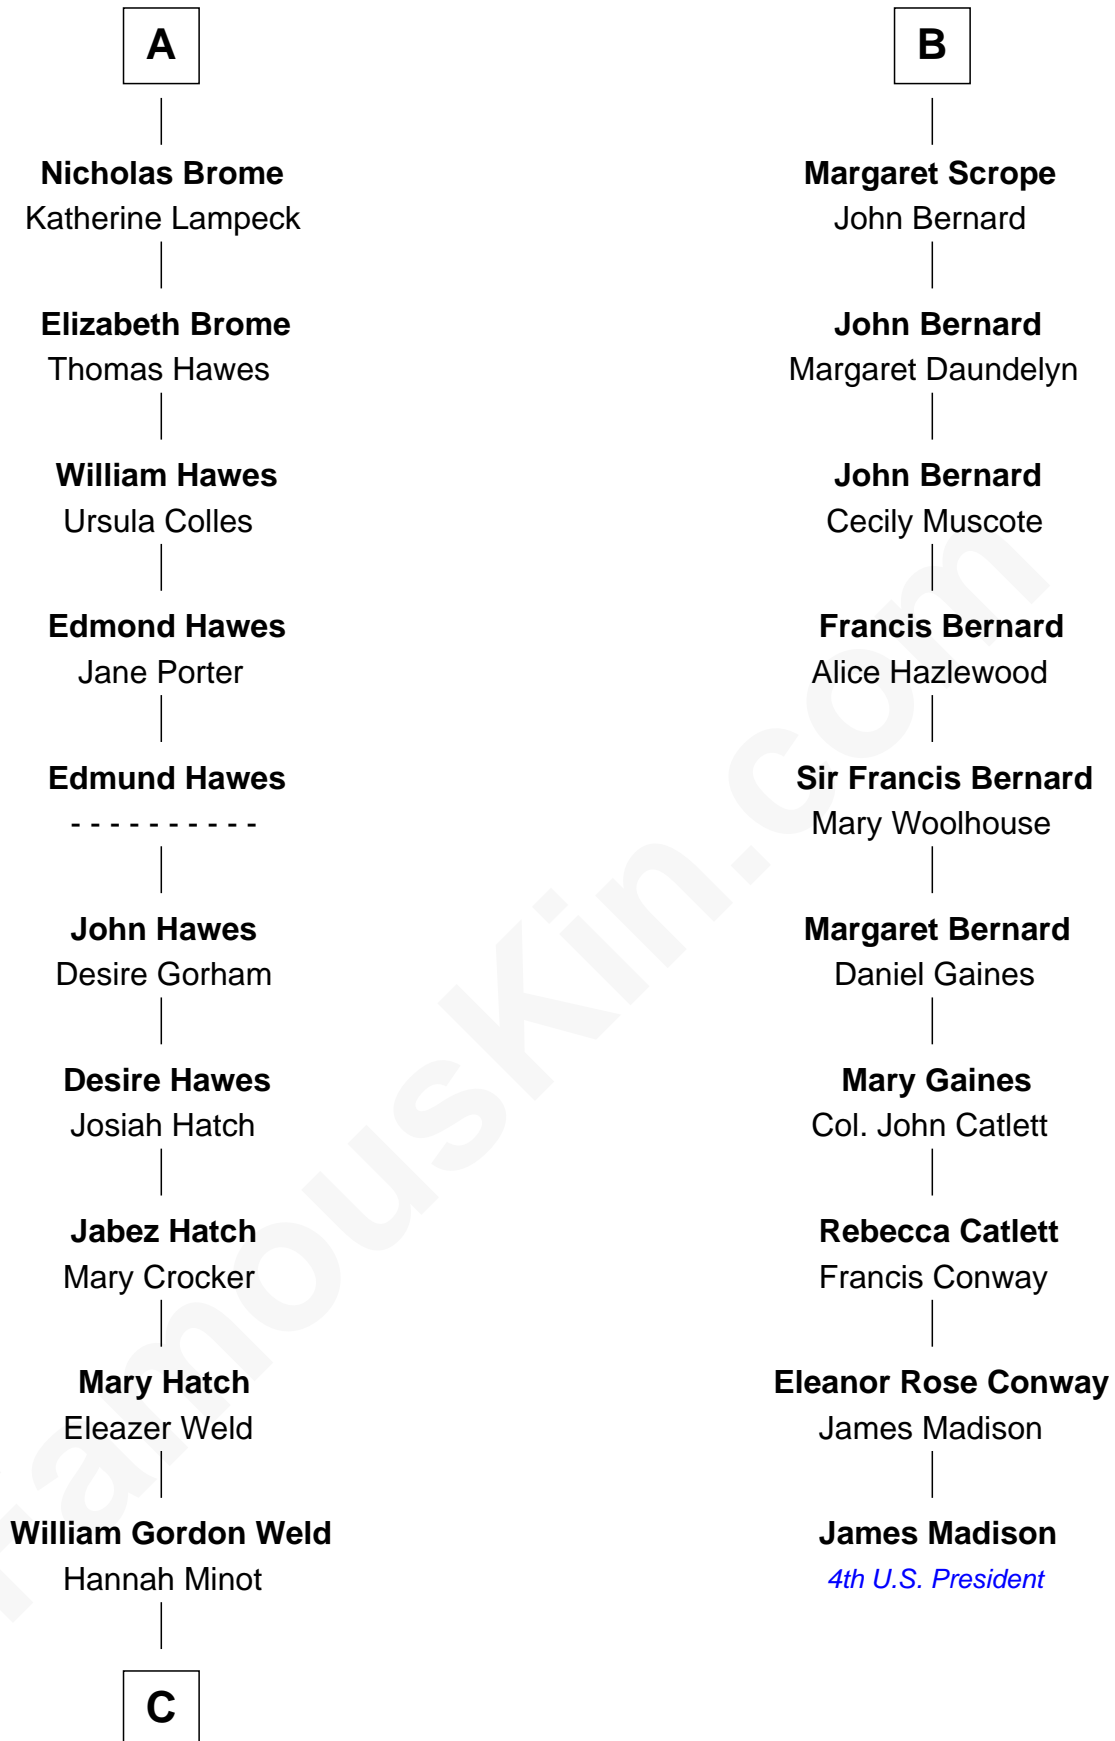 A
Nicholas Brome
Katherine Lampeck
Elizabeth Brome
Thomas Hawes
William Hawes
Ursula Colles
Edmond Hawes
Jane Porter
Edmund Hawes
- - - - - - - - - -
John Hawes
Desire Gorham
Desire Hawes
Josiah Hatch
Jabez Hatch
Mary Crocker
Mary Hatch
Eleazer Weld
William Gordon Weld
Hannah Minot
C
B
Margaret Scrope
John Bernard
John Bernard
Margaret Daundelyn
John Bernard
Cecily Muscote
Francis Bernard
Alice Hazlewood
Sir Francis Bernard
Mary Woolhouse
Margaret Bernard
Daniel Gaines
Mary Gaines
Col. John Catlett
Rebecca Catlett
Francis Conway
Eleanor Rose Conway
James Madison
James Madison
4th U.S. President
FamousKin.com